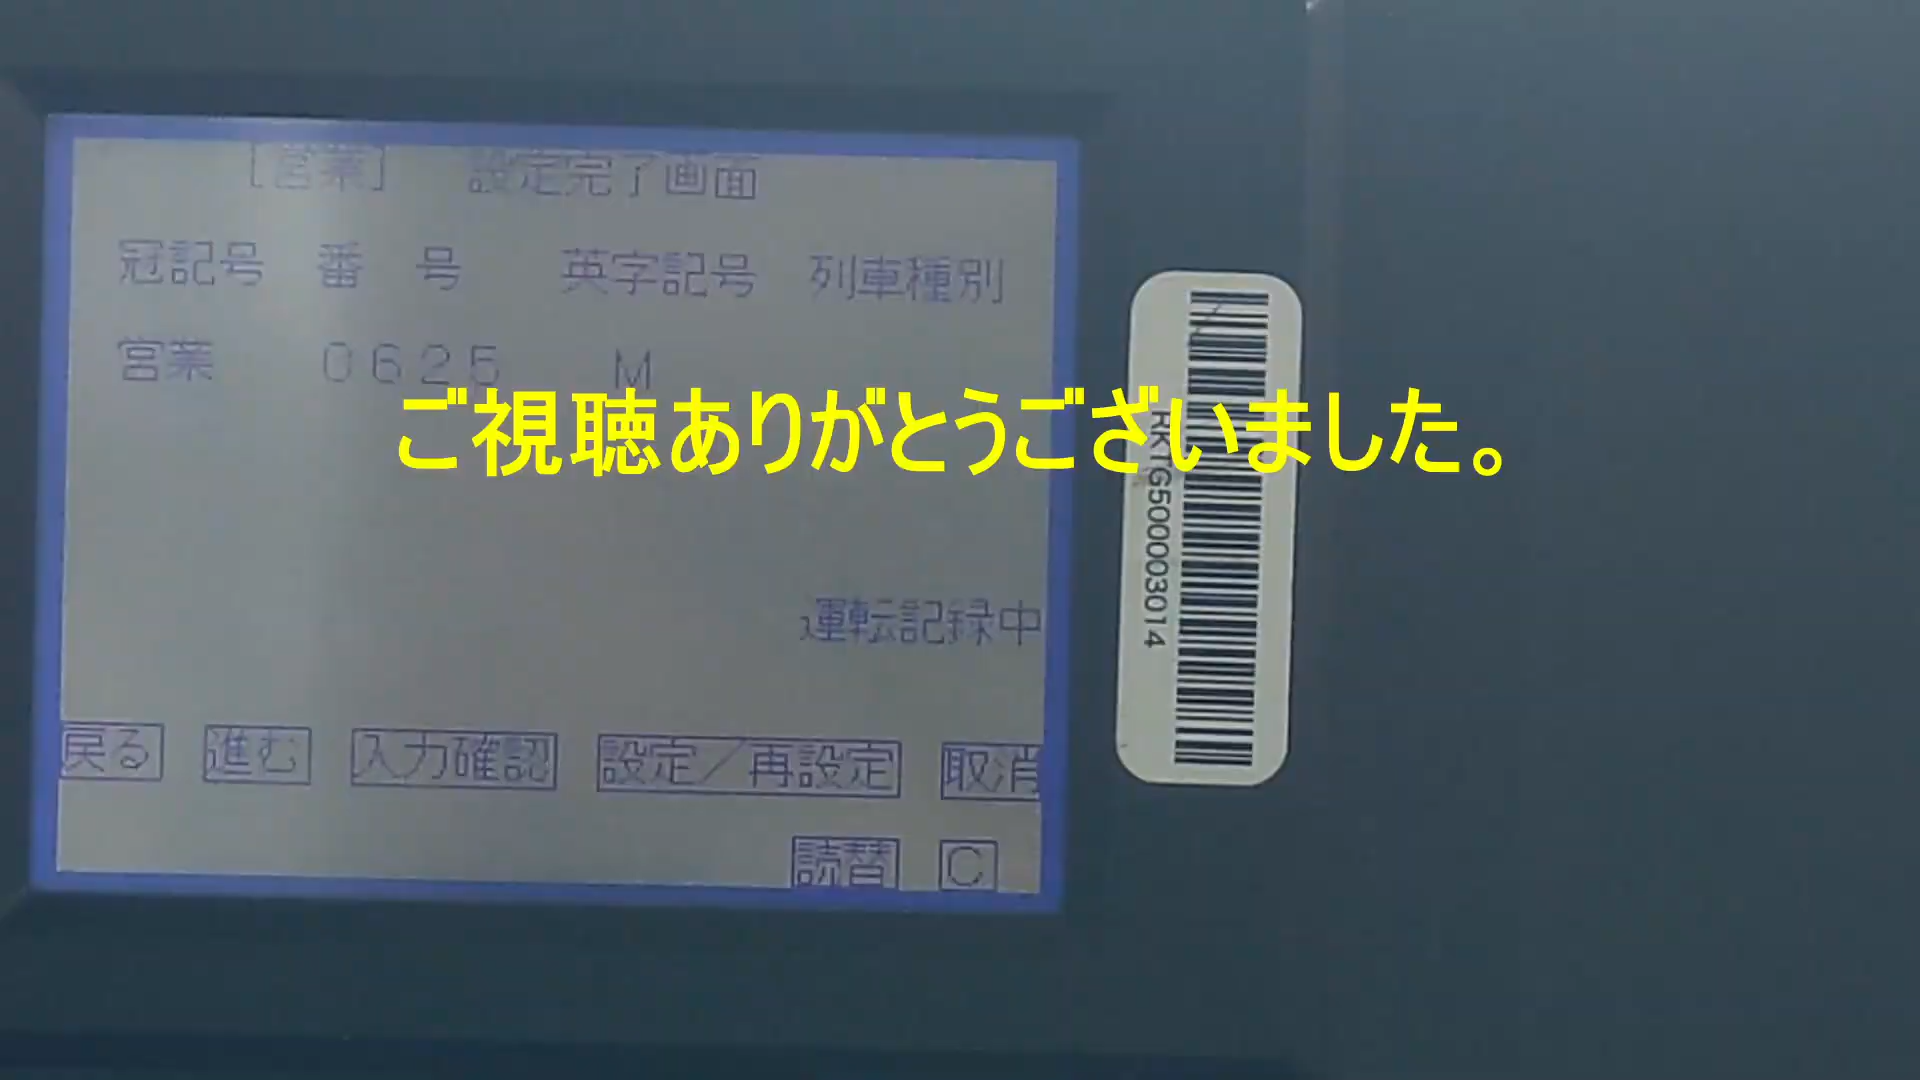 [営業] 設定完了画面
冠記号 番 号 英字記号 列車種別
営業 0625 M
ご視聴ありがとうございました。
運転記録中
戻る 進む 入力確認 設定/再設定 取消
読替 C
RKTG500003014